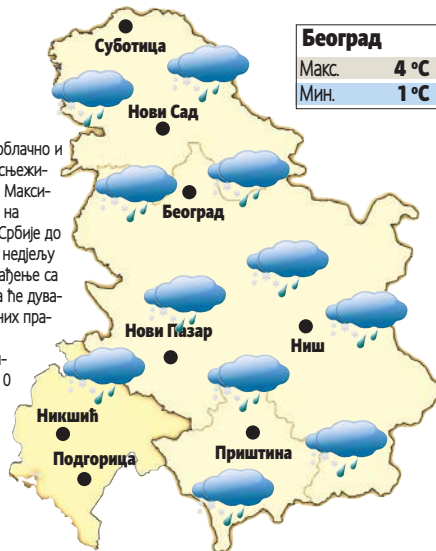 Београд
Макс. 4 °C
Мин. 1 °C
Суботица
Нови Сад
Београд
Нови Пазар
Ниш
Никшић
Подгорица
Приштина
облачно и
сњежи-
Макси-
на
Србије до
недјељу
ађење са
а ће дува-
них пра-
и-
0